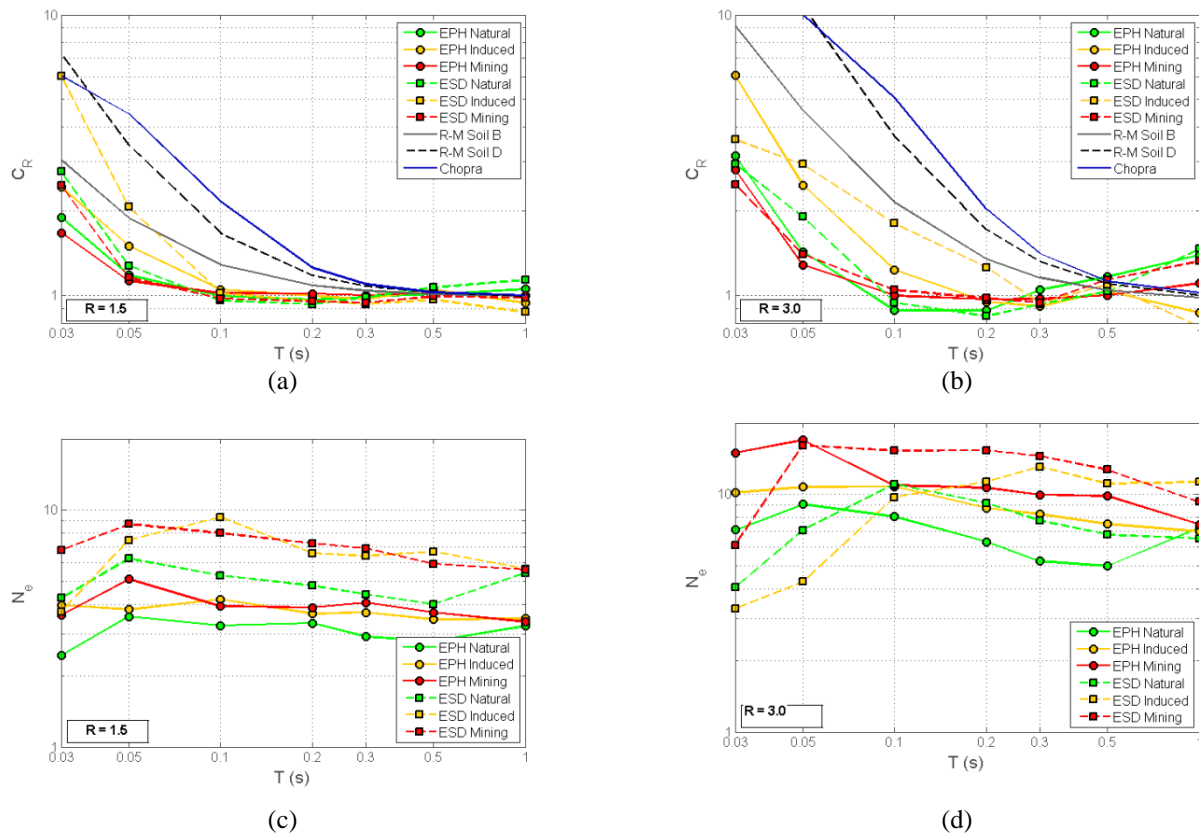 10
1
C_R
EPH Natural
EPH Induced
EPH Mining
ESD Natural
ESD Induced
ESD Mining
R-M Soil B
R-M Soil D
Chopra
R = 1.5
0.03 0.05 0.1 0.2 0.3 0.5 1
T (s)
(a)
10
1
C_R
EPH Natural
EPH Induced
EPH Mining
ESD Natural
ESD Induced
ESD Mining
R-M Soil B
R-M Soil D
Chopra
R = 3.0
0.03 0.05 0.1 0.2 0.3 0.5 1
T (s)
(b)
10
1
N_e
EPH Natural
EPH Induced
EPH Mining
ESD Natural
ESD Induced
ESD Mining
R = 1.5
0.03 0.05 0.1 0.2 0.3 0.5 1
T (s)
(c)
10
1
N_e
EPH Natural
EPH Induced
EPH Mining
ESD Natural
ESD Induced
ESD Mining
R = 3.0
0.03 0.05 0.1 0.2 0.3 0.5 1
T (s)
(d)